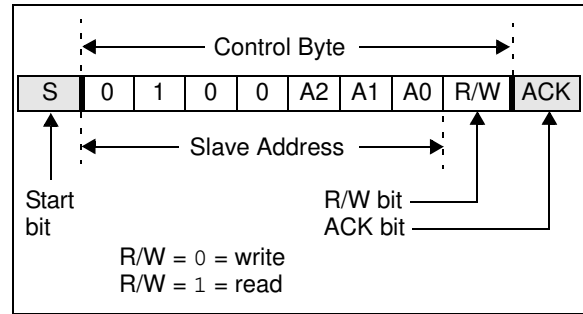 Control Byte
S 0 1 0 0 A2 A1 A0 R/W ACK
Slave Address
Start bit
R/W bit
ACK bit
R/W = 0 = write
R/W = 1 = read